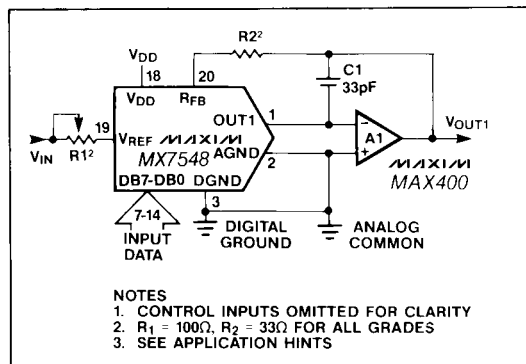 R2²
VDD
18
20
C1
33pF
VDD
RFB
19
OUT1
1
VIN
R1²
VREF
MAXIM
MX7548
AGND
2
A1
VOUT1
MAXIM
MAX400
DB7-DB0
DGND
7-14
3
INPUT
DATA
DIGITAL
GROUND
ANALOG
COMMON
NOTES
1. CONTROL INPUTS OMITTED FOR CLARITY
2. R1 = 100Ω, R2 = 33Ω FOR ALL GRADES
3. SEE APPLICATION HINTS